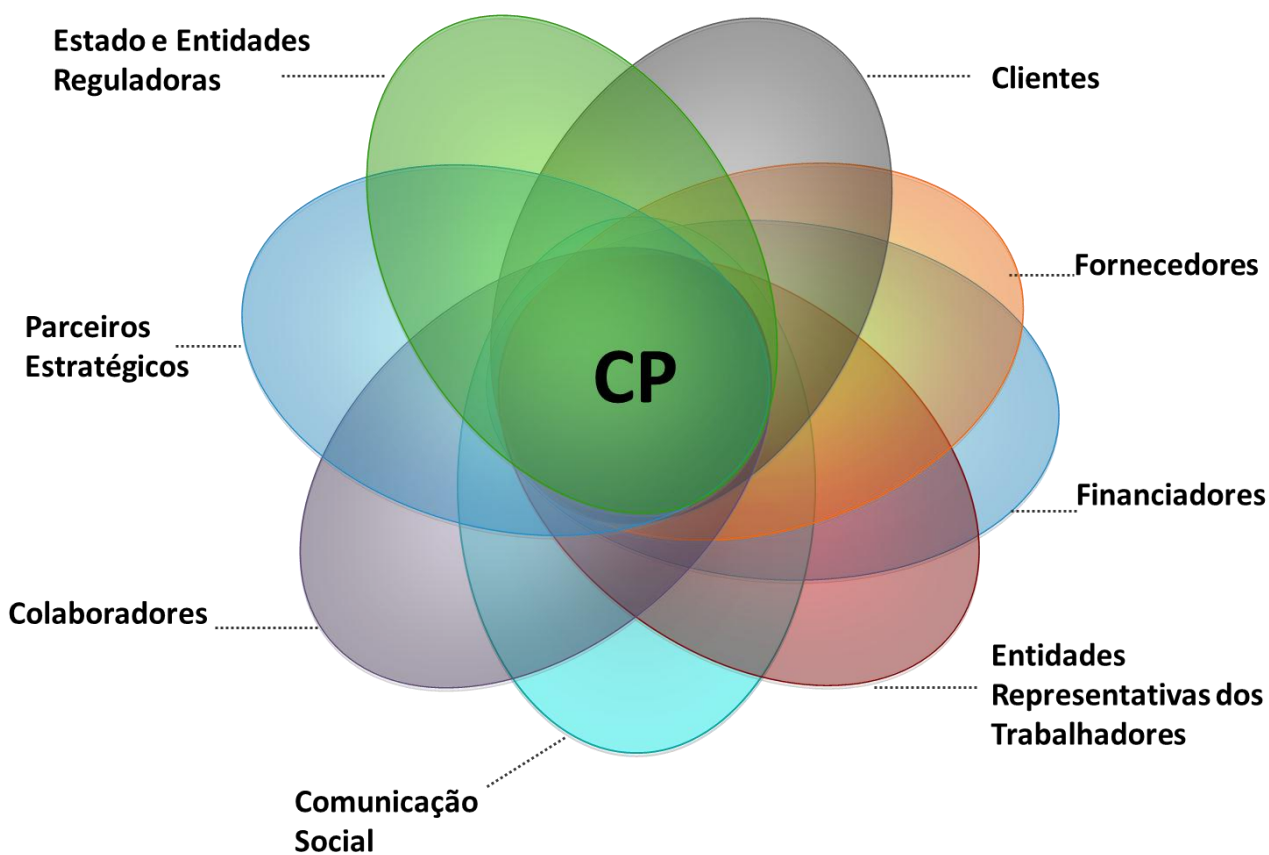 Estado e Entidades
Reguladoras
Clientes
Fornecedores
Parceiros
Estratégicos
CP
Financiadores
Colaboradores
Entidades
Representativas dos
Trabalhadores
Comunicação
Social